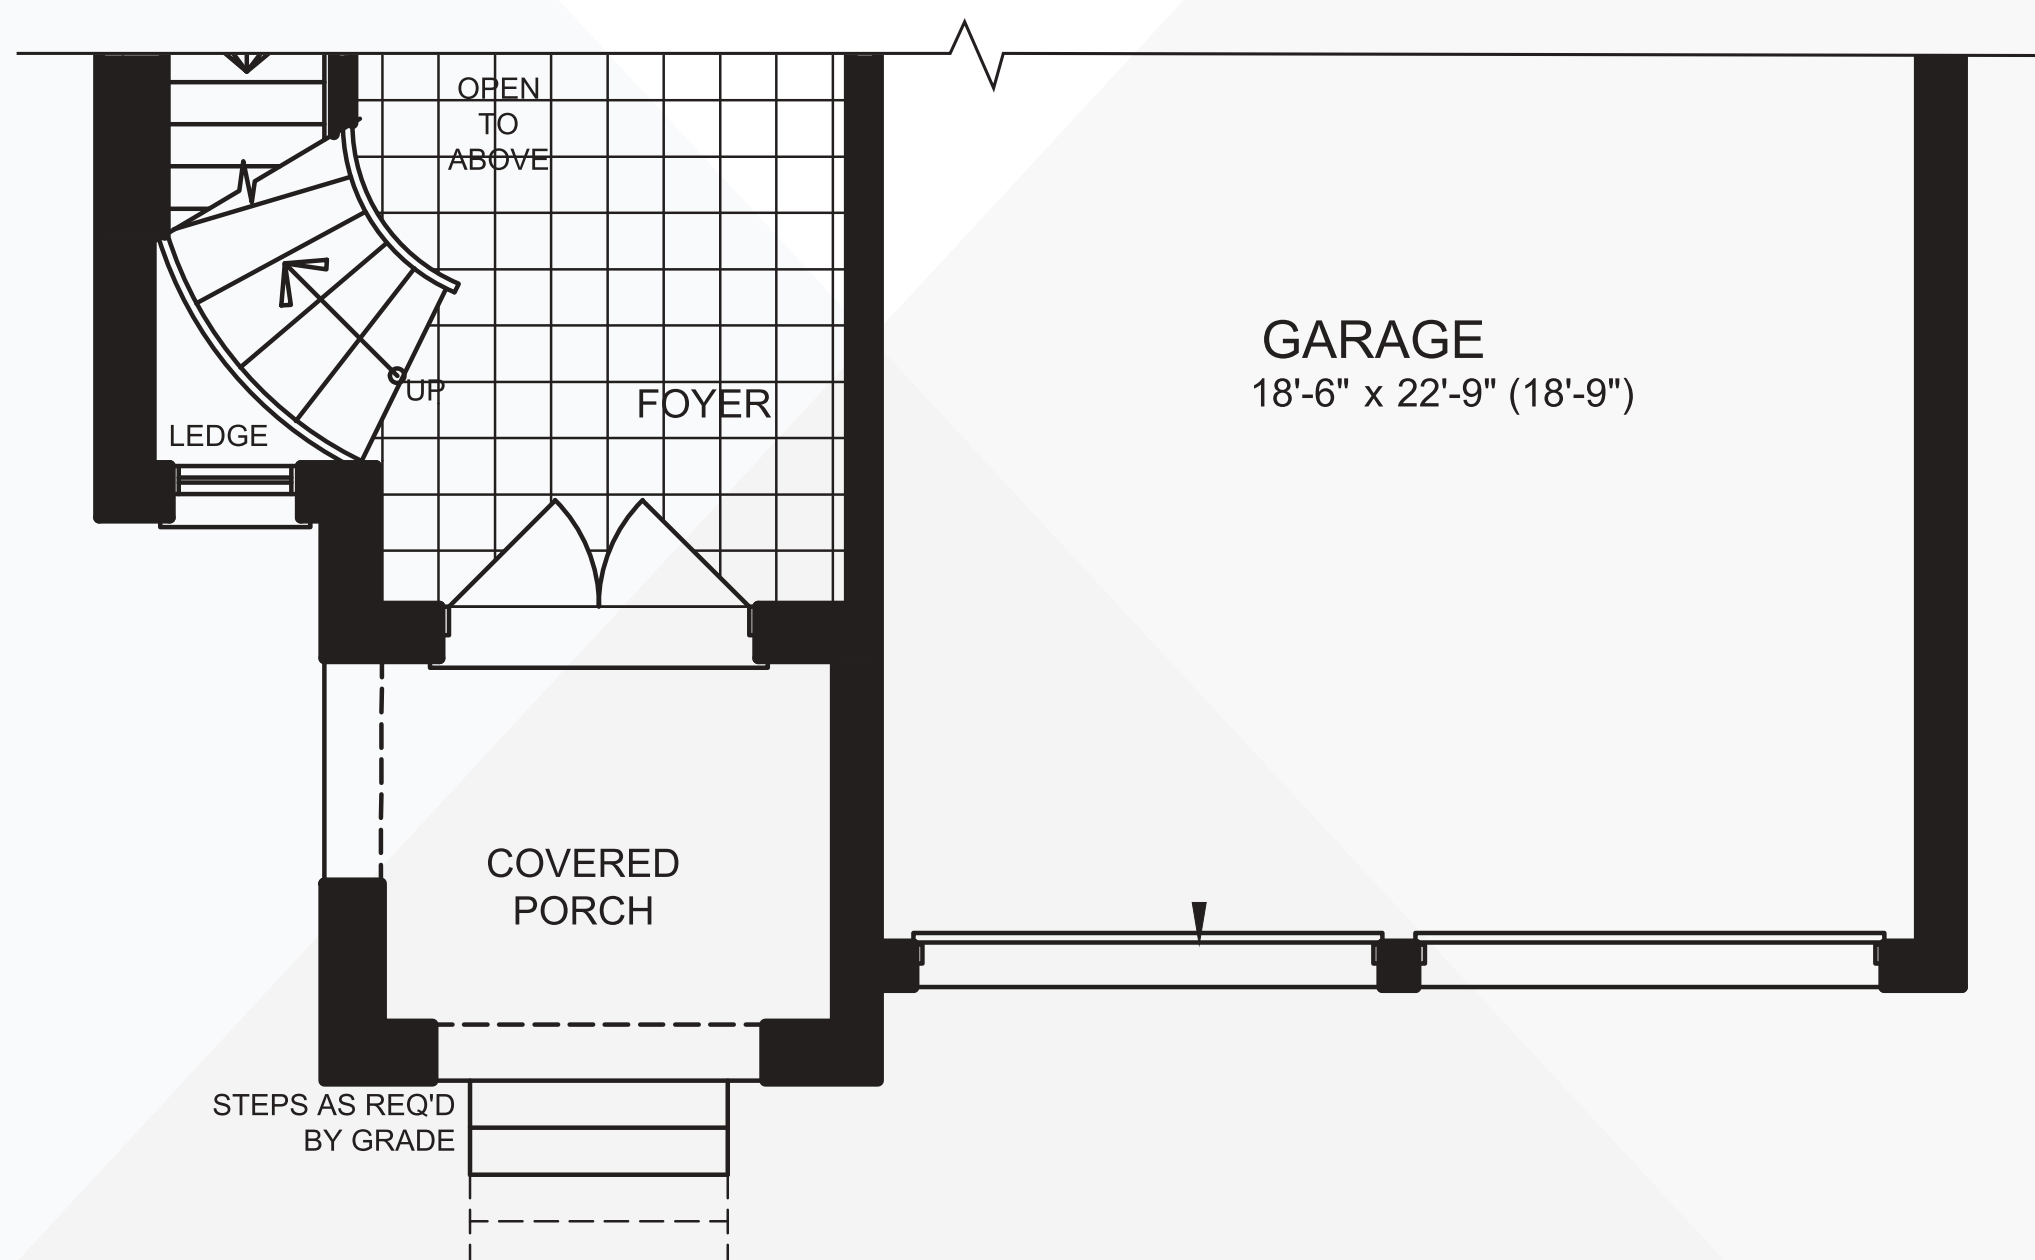 OPEN
TO
ABOVE
GARAGE
18'-6" x 22'-9" (18'-9")
UP
FOYER
LEDGE
COVERED
PORCH
STEPS AS REQ'D
BY GRADE